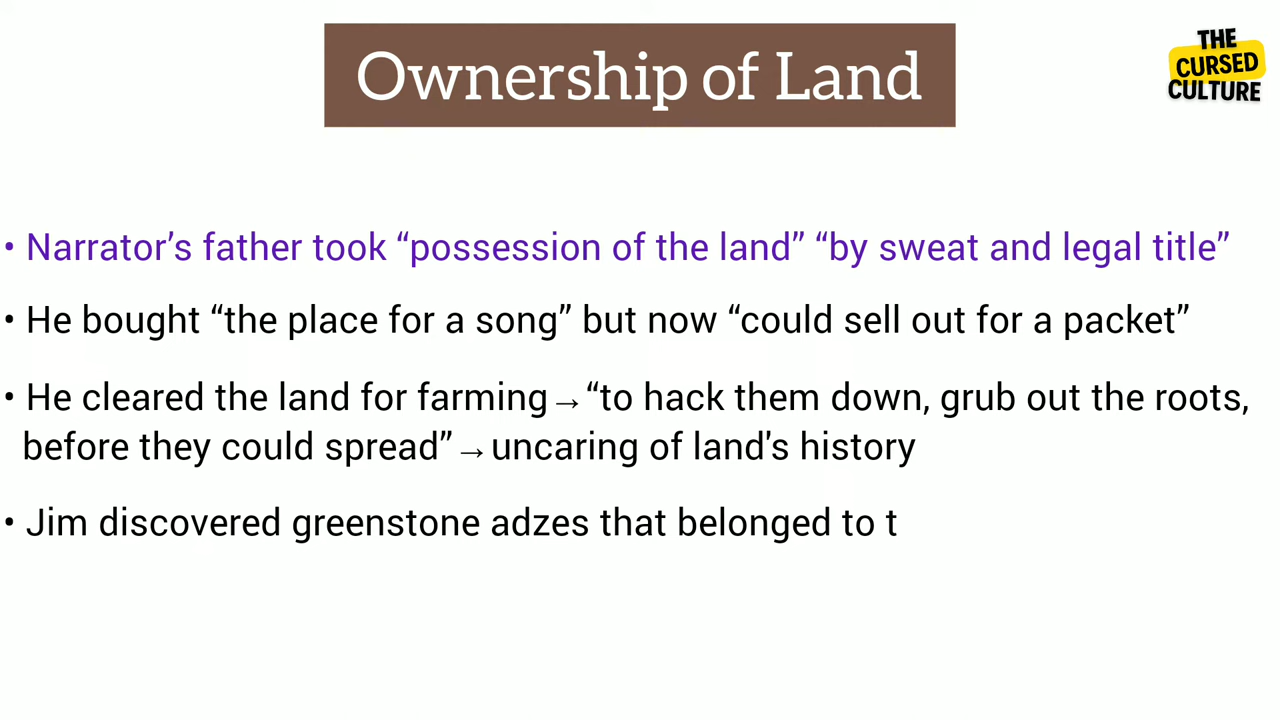 Ownership of Land
THE
CURSED
CULTURE
• Narrator’s father took “possession of the land” “by sweat and legal title”
• He bought “the place for a song” but now “could sell out for a packet”
• He cleared the land for farming→“to hack them down, grub out the roots,
before they could spread”→uncaring of land's history
• Jim discovered greenstone adzes that belonged to t